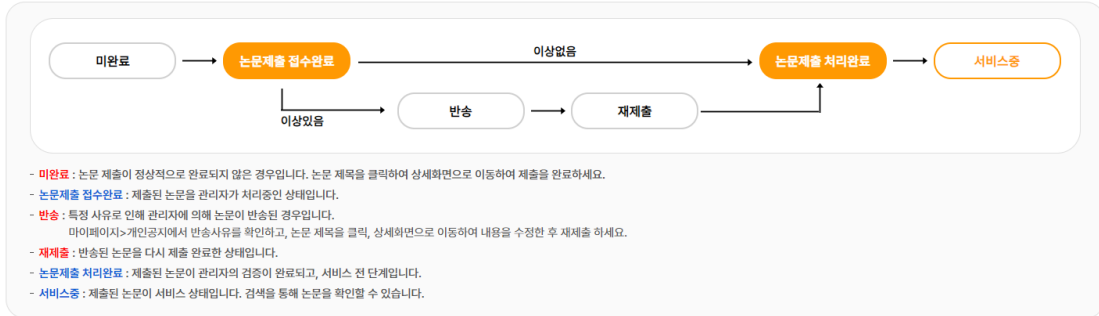 이상없음
미완료
논문제출 접수완료
논문제출 처리완료
서비스중
이상있음
반송
재제출
- 미완료 : 논문 제출이 정상적으로 완료되지 않은 경우입니다. 논문 제목을 클릭하여 상세화면으로 이동하여 제출을 완료하세요.
- 논문제출 접수완료 : 제출된 논문을 관리자가 처리중인 상태입니다.
- 반송 : 특정 사유로 인해 관리자에 의해 논문이 반송된 경우입니다.
마이페이지>개인공지에서 반송사유를 확인하고, 논문 제목을 클릭, 상세화면으로 이동하여 내용을 수정한 후 재제출 하세요.
- 재제출 : 반송된 논문을 다시 제출 완료한 상태입니다.
- 논문제출 처리완료 : 제출된 논문이 관리자의 검증이 완료되고, 서비스 전 단계입니다.
- 서비스중 : 제출된 논문이 서비스 상태입니다. 검색을 통해 논문을 확인할 수 있습니다.